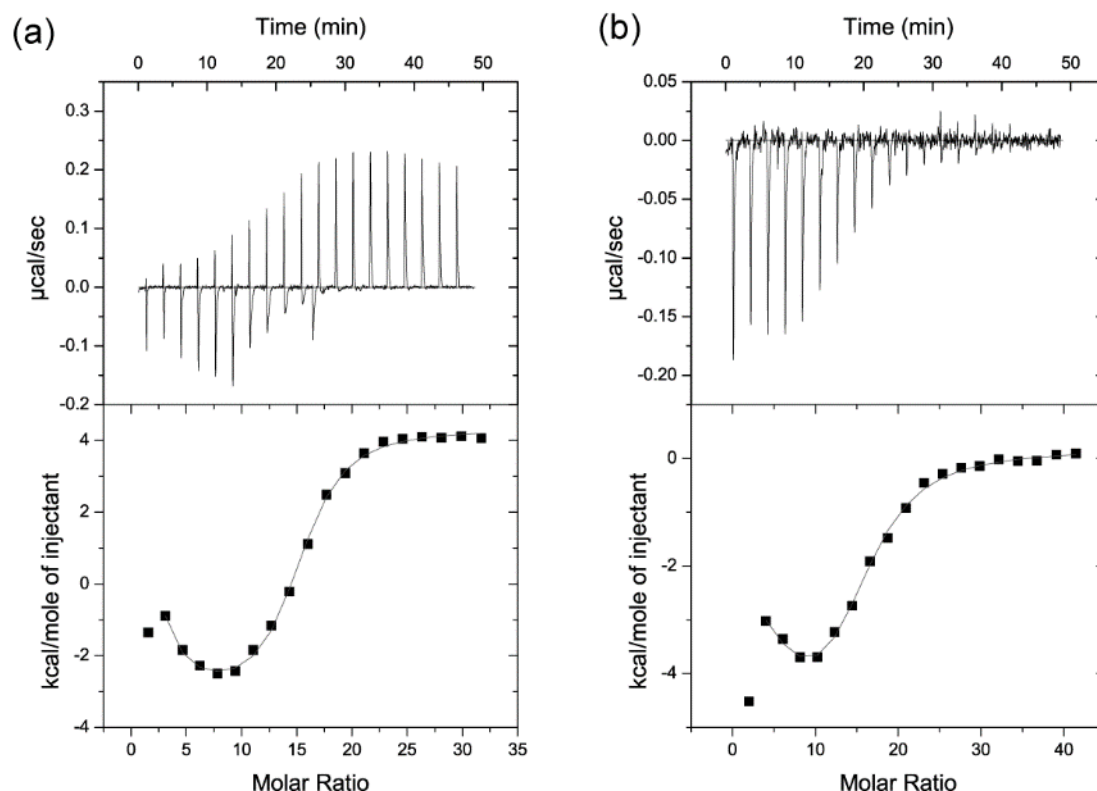 (a)
Time (min)
0 10 20 30 40 50
0.3
0.2
0.1
0.0
-0.1
-0.2
µcal/sec
4
2
0
-2
-4
kcal/mole of injectant
0 5 10 15 20 25 30 35
Molar Ratio
(b)
Time (min)
0 10 20 30 40 50
0.05
0.00
-0.05
-0.10
-0.15
-0.20
µcal/sec
0
-2
-4
kcal/mole of injectant
0 10 20 30 40
Molar Ratio